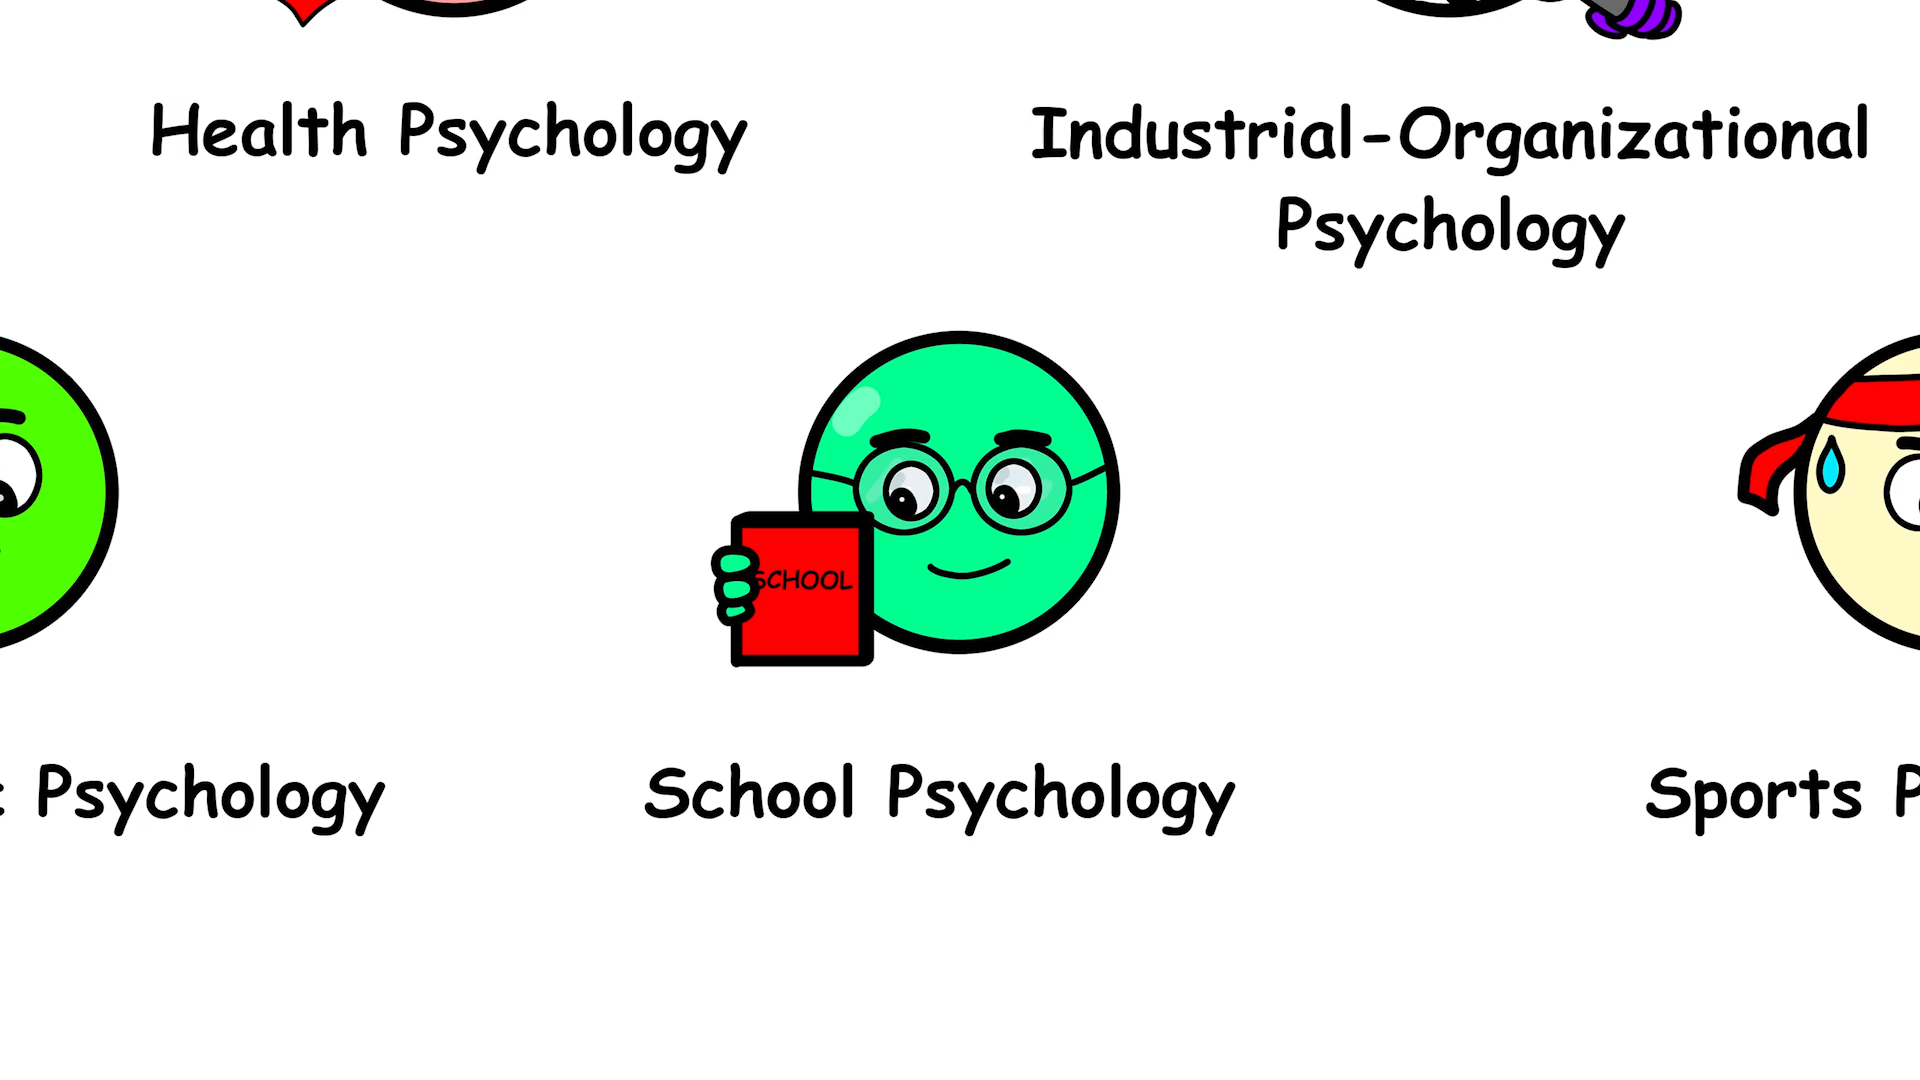 Health Psychology
Industrial-Organizational
Psychology
SCHOOL
Psychology
School Psychology
Sports P